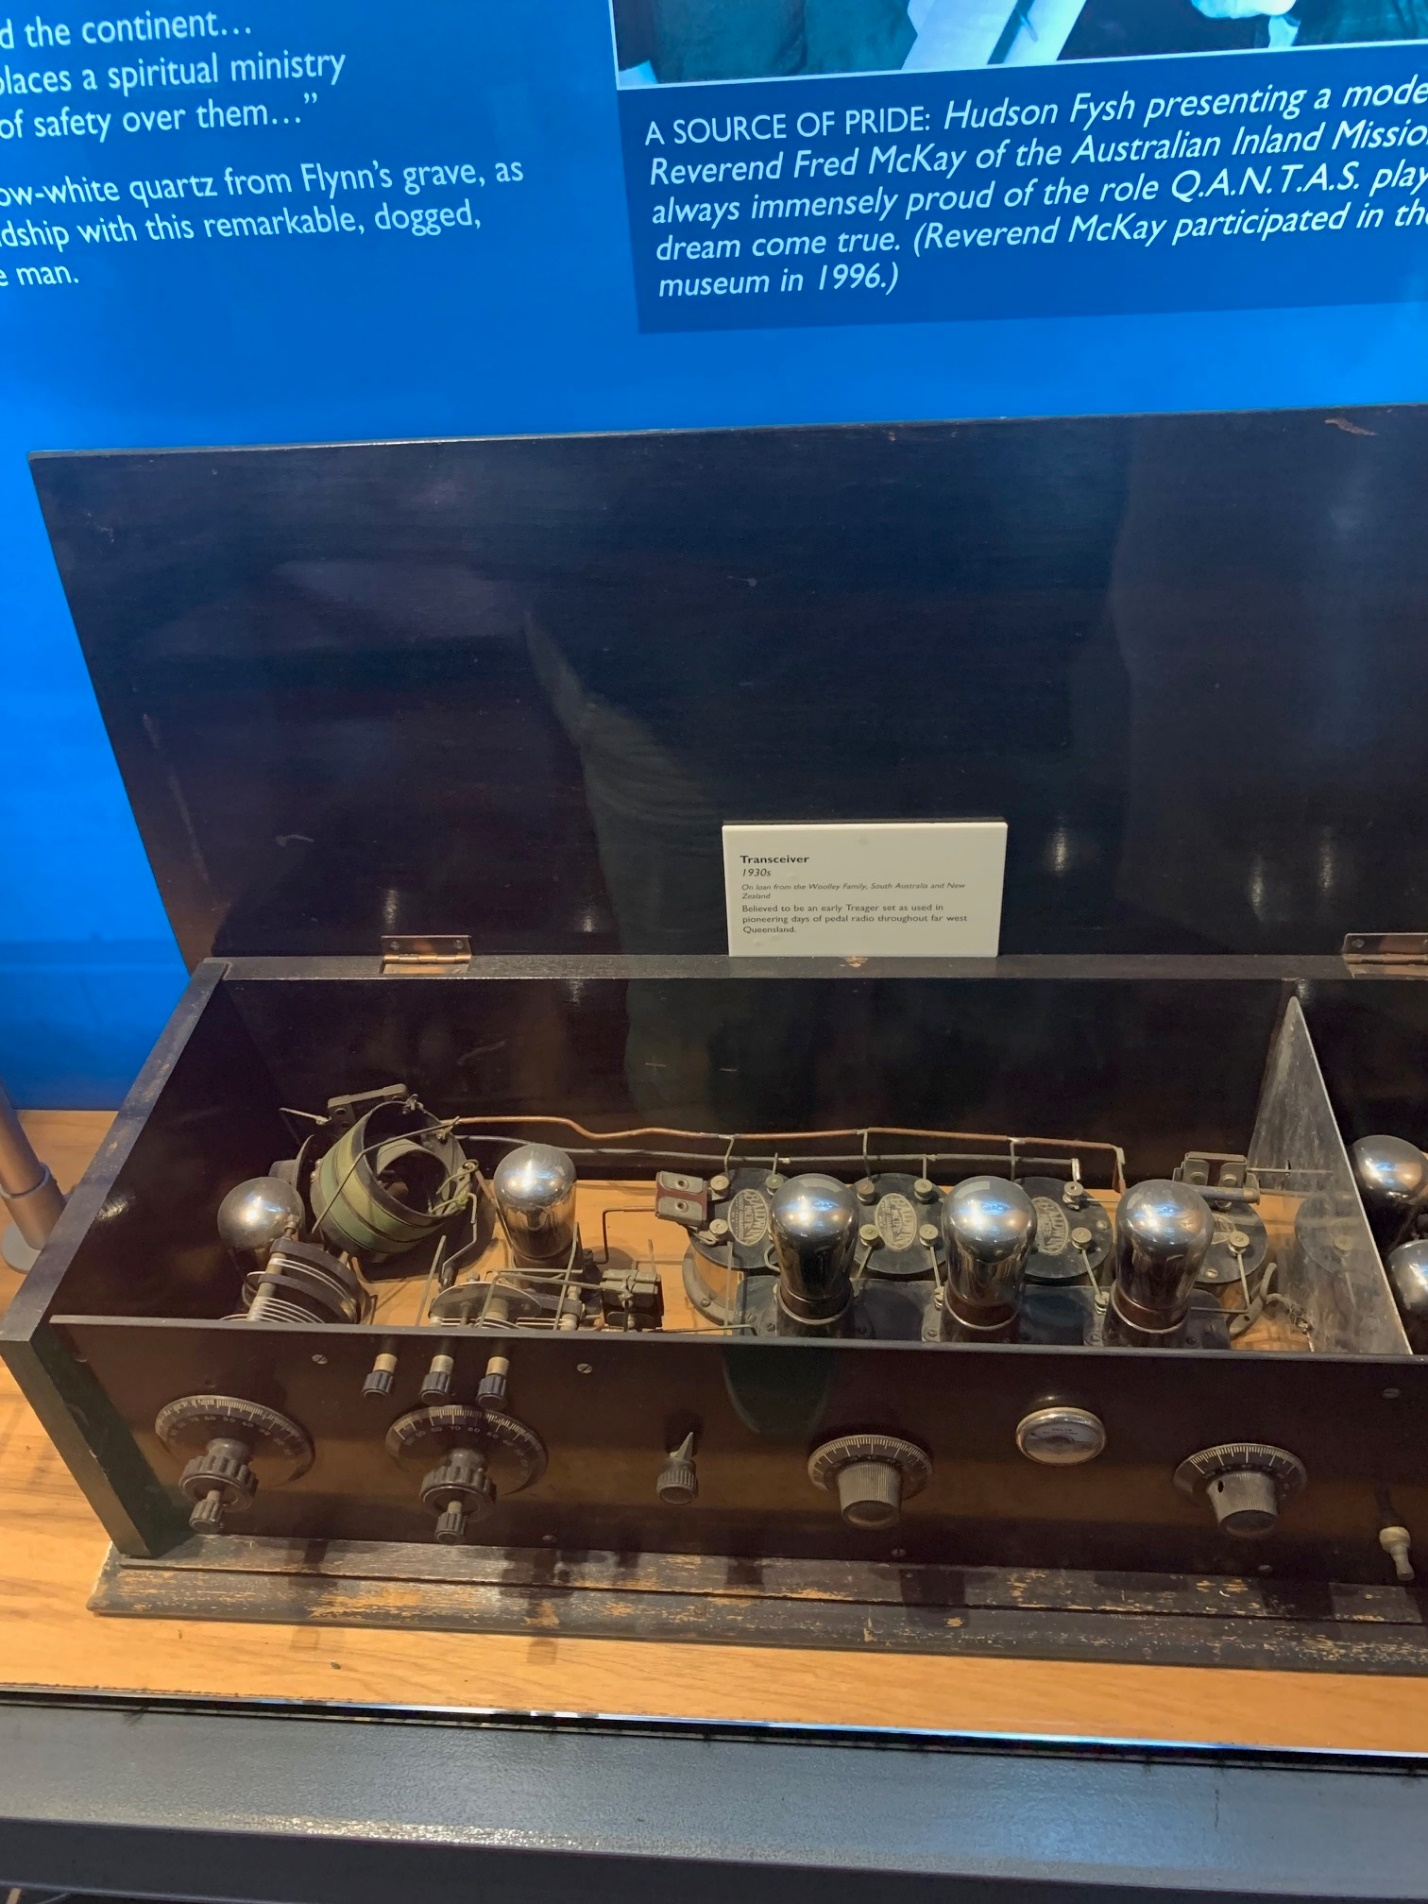 d the continent...
places a spiritual ministry
of safety over them...”
ow-white quartz from Flynn's grave, as
dship with this remarkable, dogged,
e man.
A SOURCE OF PRIDE: Hudson Fysh presenting a mode
Reverend Fred McKay of the Australian Inland Missio
always immensely proud of the role Q.A.N.T.A.S. play
dream come true. (Reverend McKay participated in th
museum in 1996.)
Transceiver
1930s
On loan from the Woolley Family, South Australia and New
Zealand
Believed to be an early Treager set as used in
pioneering days of pedal radio throughout far west
Queensland.